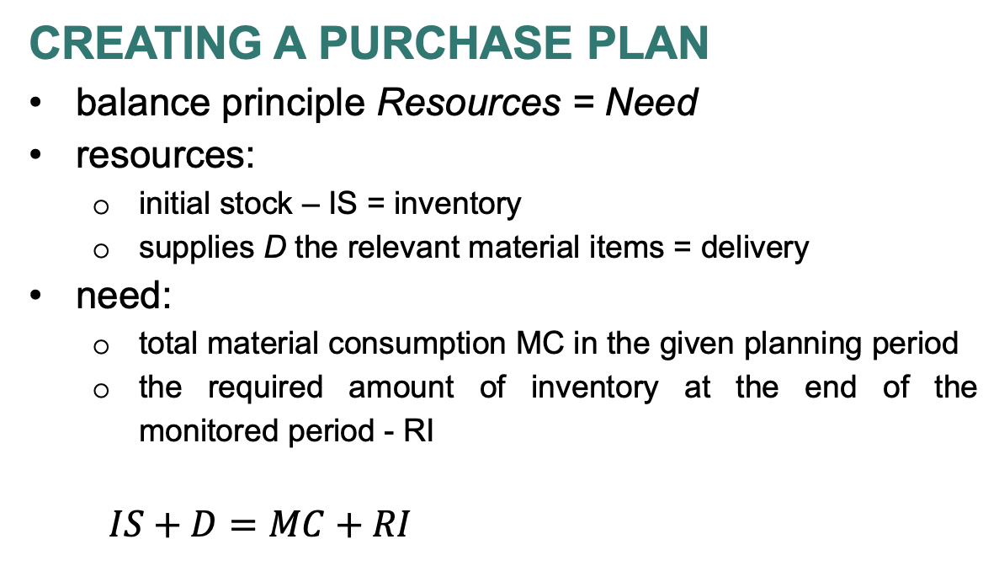 CREATING A PURCHASE PLAN
• balance principle Resources = Need
• resources:
o initial stock – IS = inventory
o supplies D the relevant material items = delivery
• need:
o total material consumption MC in the given planning period
o the required amount of inventory at the end of the
monitored period - RI
IS + D = MC + RI